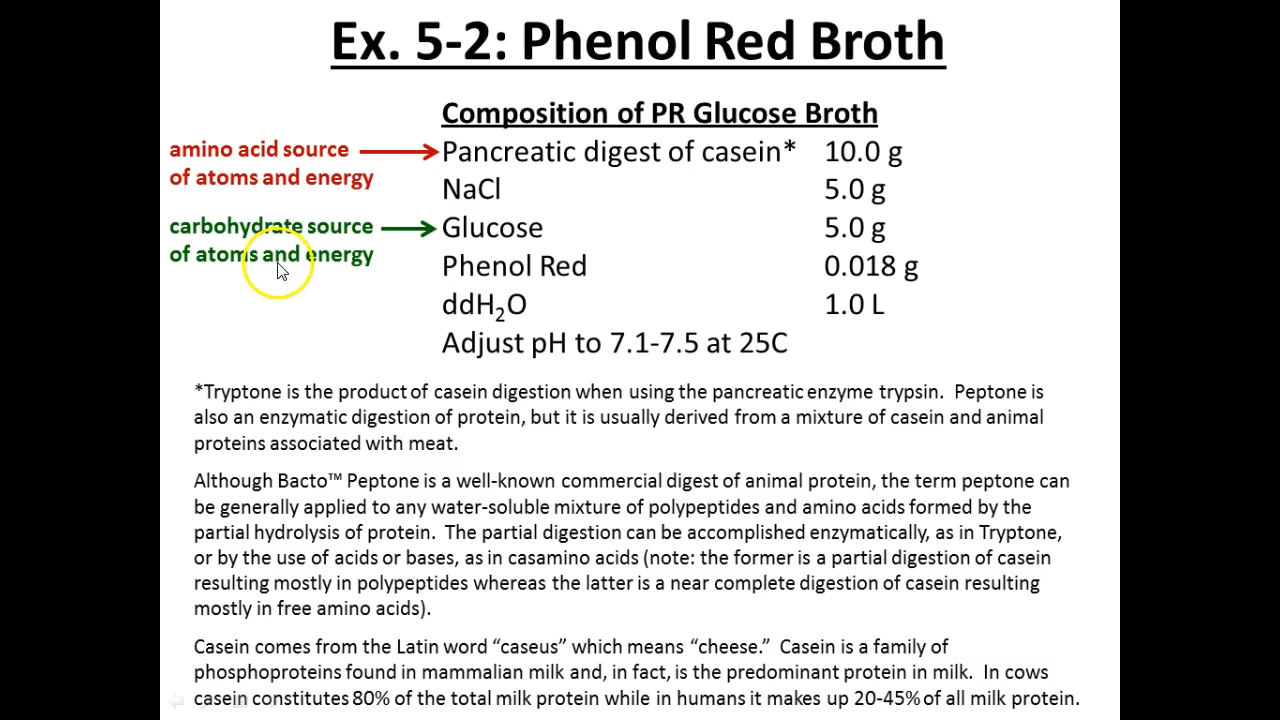 Ex. 5-2: Phenol Red Broth
Composition of PR Glucose Broth
amino acid source
of atoms and energy
Pancreatic digest of casein* 10.0 g
NaCl 5.0 g
carbohydrate source
of atoms and energy
Glucose 5.0 g
Phenol Red 0.018 g
ddH₂O 1.0 L
Adjust pH to 7.1-7.5 at 25C
*Tryptone is the product of casein digestion when using the pancreatic enzyme trypsin. Peptone is
also an enzymatic digestion of protein, but it is usually derived from a mixture of casein and animal
proteins associated with meat.
Although Bacto™ Peptone is a well-known commercial digest of animal protein, the term peptone can
be generally applied to any water-soluble mixture of polypeptides and amino acids formed by the
partial hydrolysis of protein. The partial digestion can be accomplished enzymatically, as in Tryptone,
or by the use of acids or bases, as in casamino acids (note: the former is a partial digestion of casein
resulting mostly in polypeptides whereas the latter is a near complete digestion of casein resulting
mostly in free amino acids).
Casein comes from the Latin word “caseus” which means “cheese.” Casein is a family of
phosphoproteins found in mammalian milk and, in fact, is the predominant protein in milk. In cows
casein constitutes 80% of the total milk protein while in humans it makes up 20-45% of all milk protein.